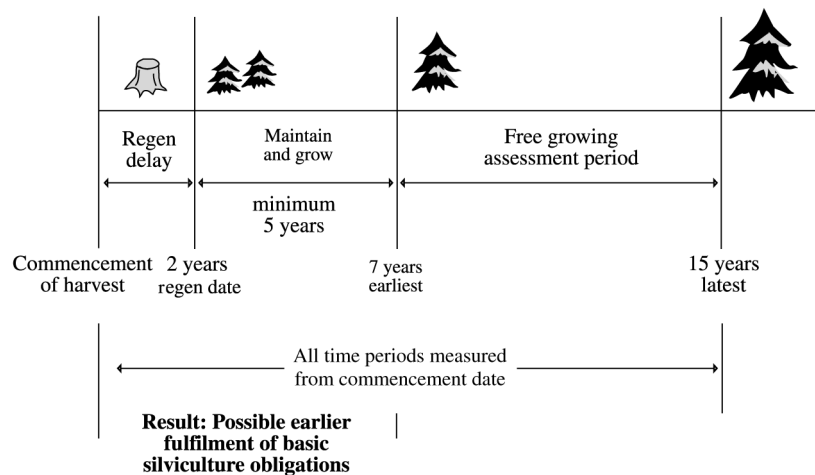 Regen
delay
Maintain
and grow
Free growing
assessment period
minimum
5 years
Commencement
of harvest
2 years
regen date
7 years
earliest
15 years
latest
All time periods measured
from commencement date
Result: Possible earlier
fulfilment of basic
silviculture obligations